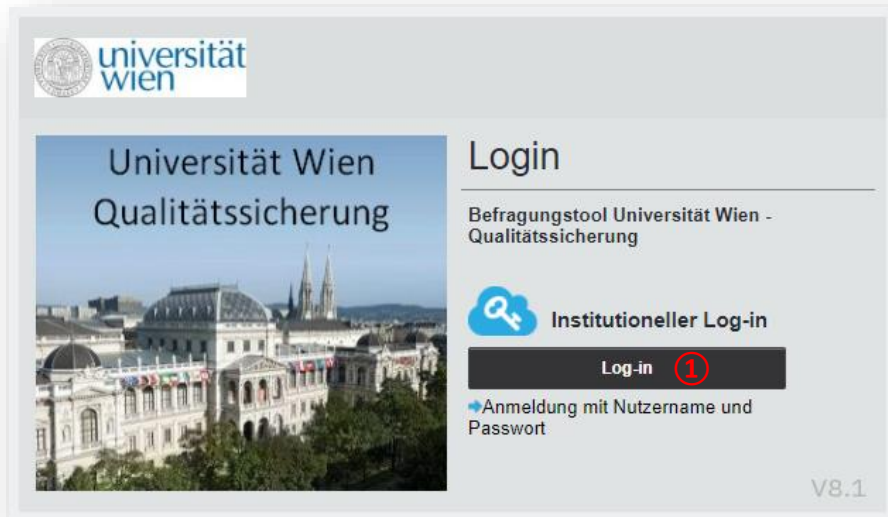 universität
wien
Universität Wien
Qualitätssicherung
Login
Befragungstool Universität Wien -
Qualitätssicherung
Institutioneller Log-in
Log-in 1
Anmeldung mit Nutzername und
Passwort
V8.1